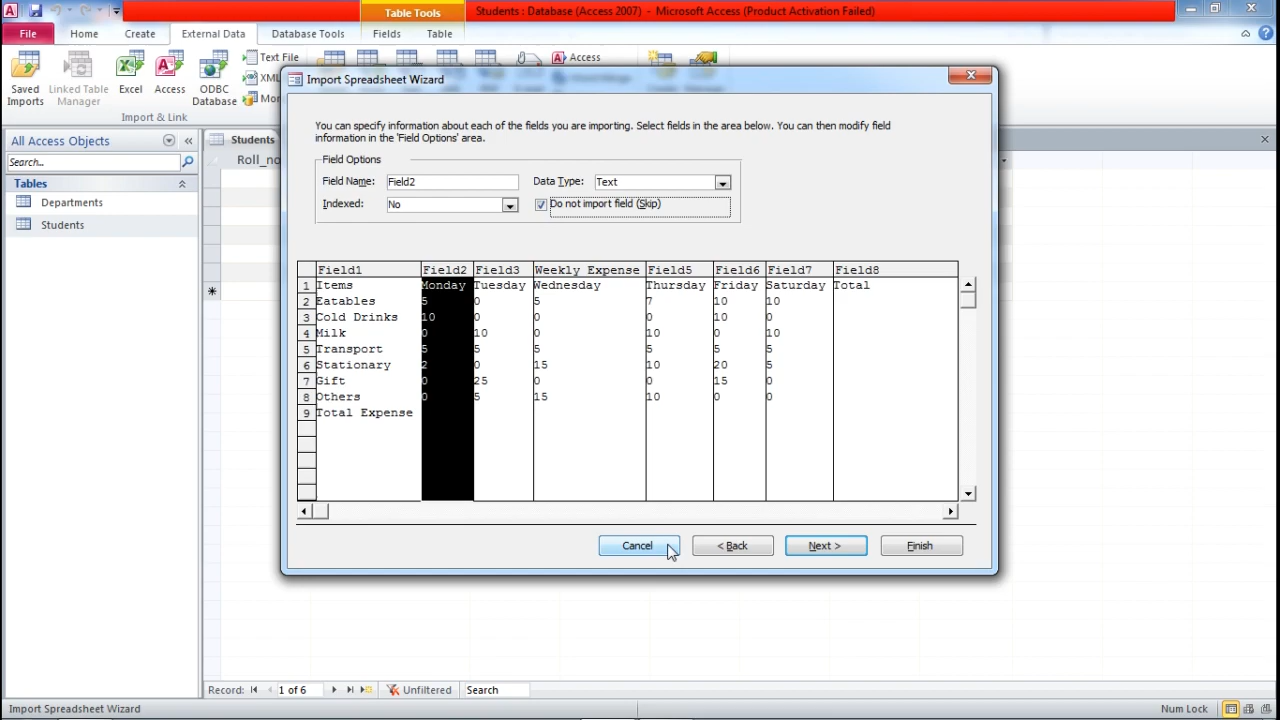 Table Tools
Students : Database (Access 2007) - Microsoft Access (Product Activation Failed)
File Home Create External Data Database Tools Fields Table
Text File
Access
XML
Saved Imports
Linked Table Manager
Excel
Access
ODBC Database
Import & Link
Import Spreadsheet Wizard
You can specify information about each of the fields you are importing. Select fields in the area below. You can then modify field
information in the 'Field Options' area.
Field Options
Field Name: Field2 Data Type: Text
Indexed: No Do not import field (Skip)
Field1 Field2 Field3 Weekly Expense Field5 Field6 Field7 Field8
1 Items Monday Tuesday Wednesday Thursday Friday Saturday Total
2 Eatables 5 0 5 7 10 10
3 Cold Drinks 10 0 0 0 10 0
4 Milk 0 10 0 10 0 10
5 Transport 5 5 5 5 5 5
6 Stationary 2 0 15 10 20 5
7 Gift 0 25 0 0 15 0
8 Others 0 5 15 10 0 0
9 Total Expense
Cancel < Back Next > Finish
All Access Objects
Search...
Tables
Departments
Students
Students
Roll_no
Record: 1 of 6 Unfiltered Search
Import Spreadsheet Wizard
Num Lock